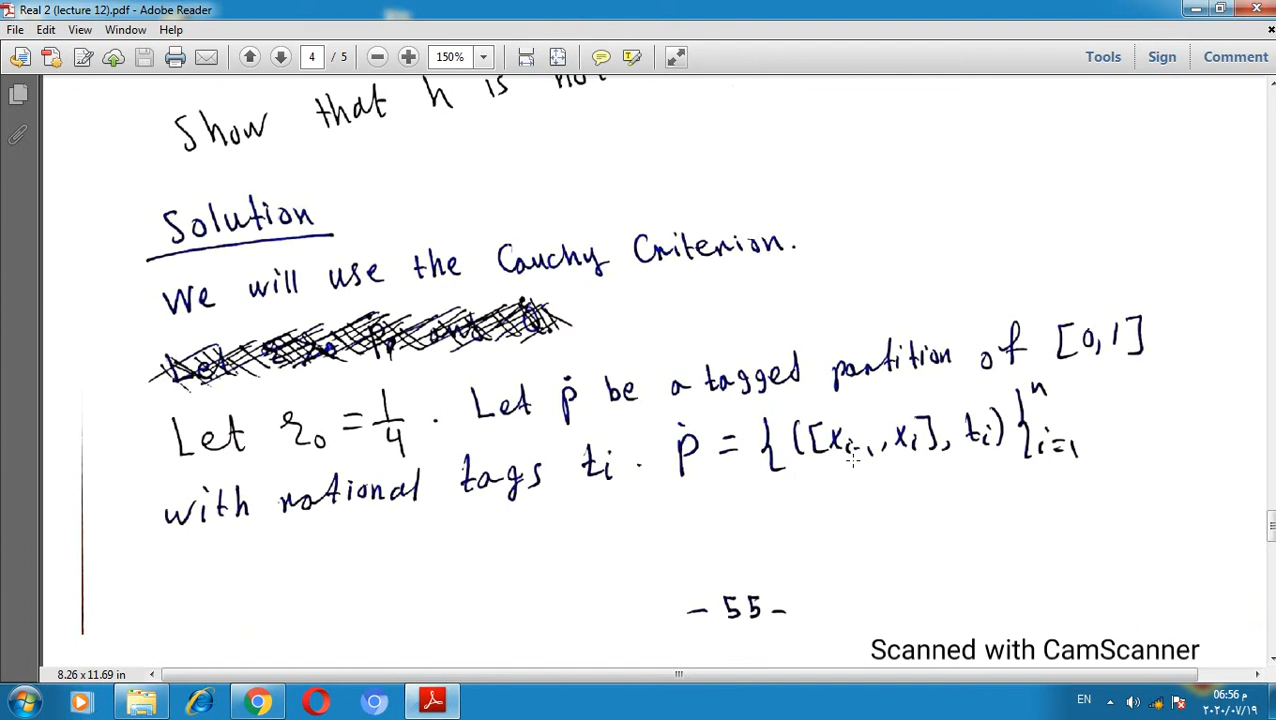 Real 2 (lecture 12).pdf - Adobe Reader
File Edit View Window Help
4 / 5 150% Tools Sign Comment
Show that h is not
Solution
We will use the Cauchy Criterion.
Let ε₀ = 1/4 . Let Ṗ be a tagged partition of [0,1]
with rational tags ti . Ṗ = {([xi-1, xi], ti)}ⁿi=1
- 55 -
Scanned with CamScanner
8.26 x 11.69 in
EN 06:56 م
٢٠٢٠/٠٧/١٩